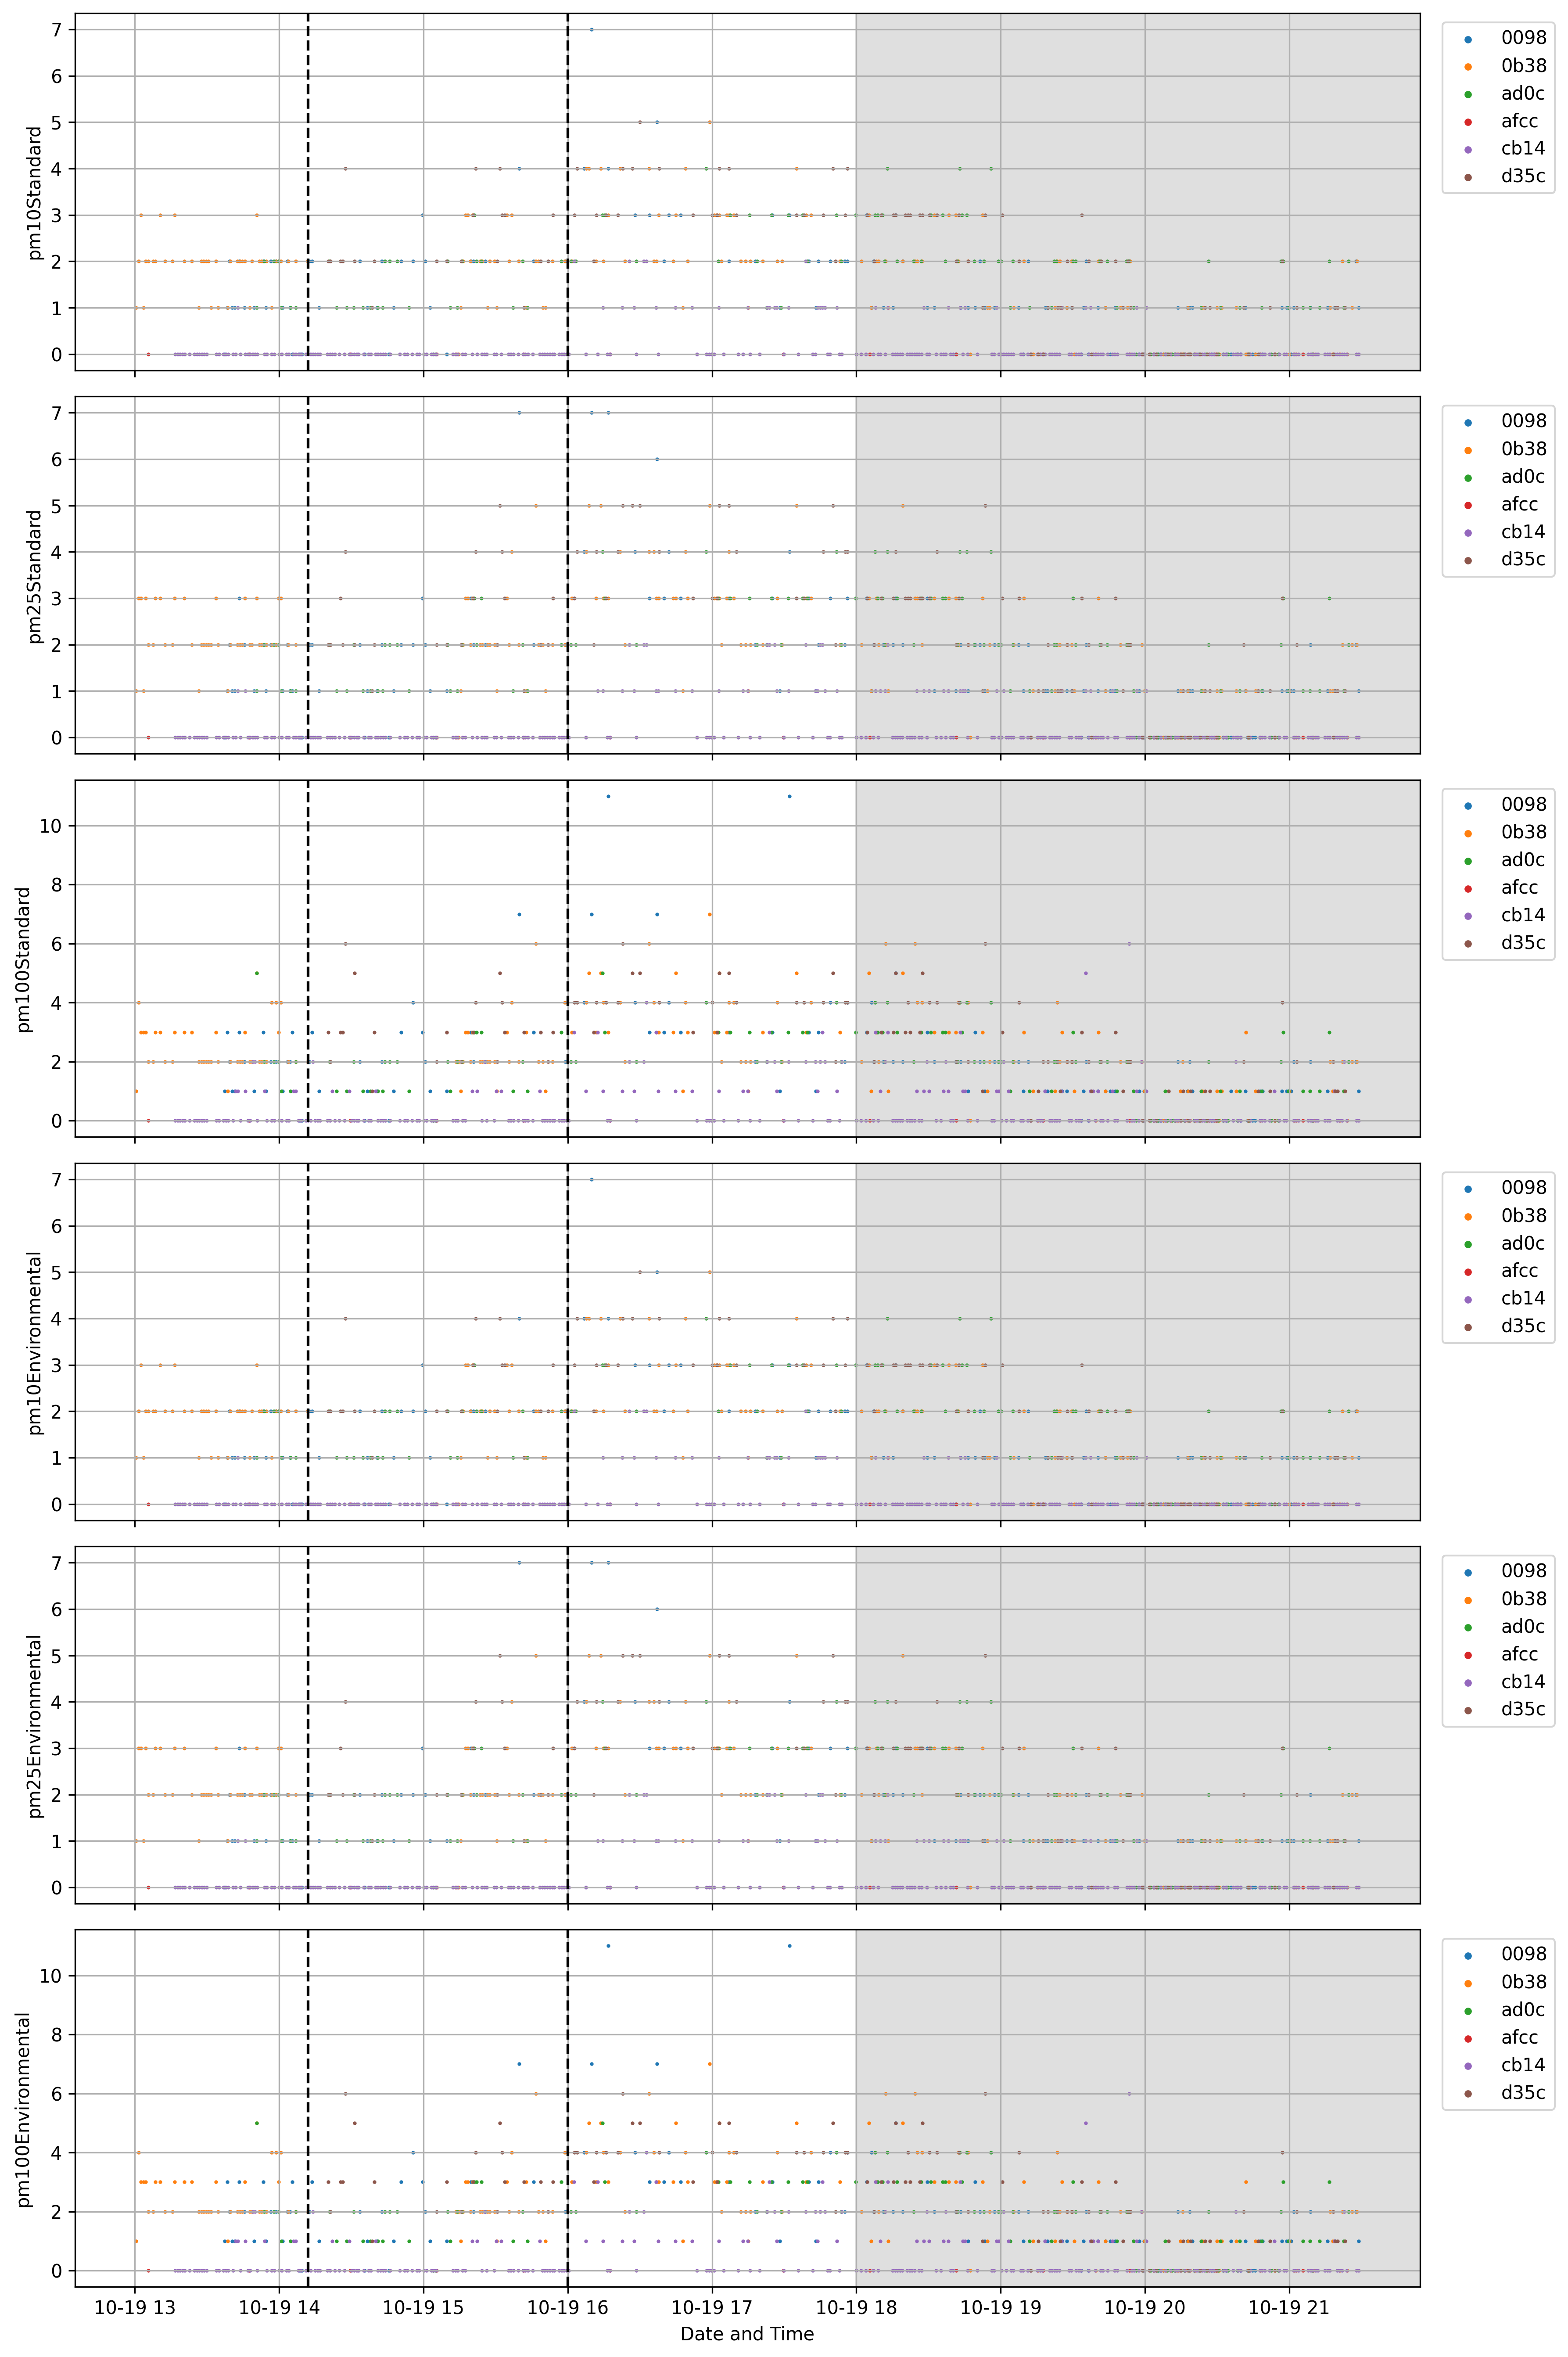 pm10Standard
7
6
5
4
3
2
1
0
0098
0b38
ad0c
afcc
cb14
d35c
pm25Standard
7
6
5
4
3
2
1
0
0098
0b38
ad0c
afcc
cb14
d35c
pm100Standard
10
8
6
4
2
0
0098
0b38
ad0c
afcc
cb14
d35c
pm10Environmental
7
6
5
4
3
2
1
0
0098
0b38
ad0c
afcc
cb14
d35c
pm25Environmental
7
6
5
4
3
2
1
0
0098
0b38
ad0c
afcc
cb14
d35c
pm100Environmental
10
8
6
4
2
0
0098
0b38
ad0c
afcc
cb14
d35c
10-19 13 10-19 14 10-19 15 10-19 16 10-19 17 10-19 18 10-19 19 10-19 20 10-19 21
Date and Time